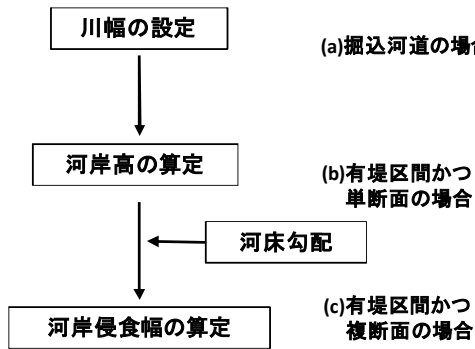 川幅の設定
河岸高の算定
河床勾配
河岸侵食幅の算定
(a)掘込河道の場合
(b)有堤区間かつ
単断面の場合
(c)有堤区間かつ
複断面の場合